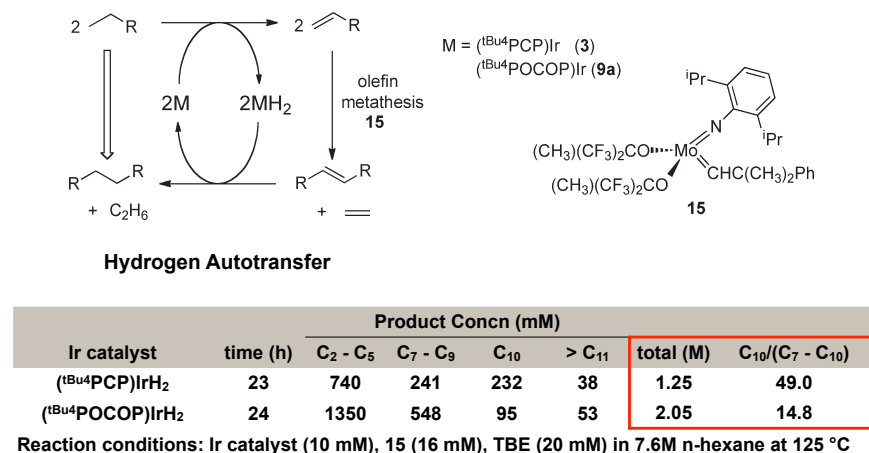 2 R
2 R
2M 2MH₂
olefin
metathesis
15
R R
+ C₂H₆
R R
+
M = (ᵗᴮᵘ⁴PCP)Ir (3)
(ᵗᴮᵘ⁴POCOP)Ir (9a)
ⁱPr
N
ⁱPr
(CH₃)(CF₃)₂CO Mo
CHC(CH₃)₂Ph
(CH₃)(CF₃)₂CO
15
Hydrogen Autotransfer
Product Concn (mM)
Ir catalyst time (h) C₂ - C₅ C₇ - C₉ C₁₀ > C₁₁ total (M) C₁₀/(C₇ - C₁₀)
(ᵗᴮᵘ⁴PCP)IrH₂ 23 740 241 232 38 1.25 49.0
(ᵗᴮᵘ⁴POCOP)IrH₂ 24 1350 548 95 53 2.05 14.8
Reaction conditions: Ir catalyst (10 mM), 15 (16 mM), TBE (20 mM) in 7.6M n-hexane at 125 °C